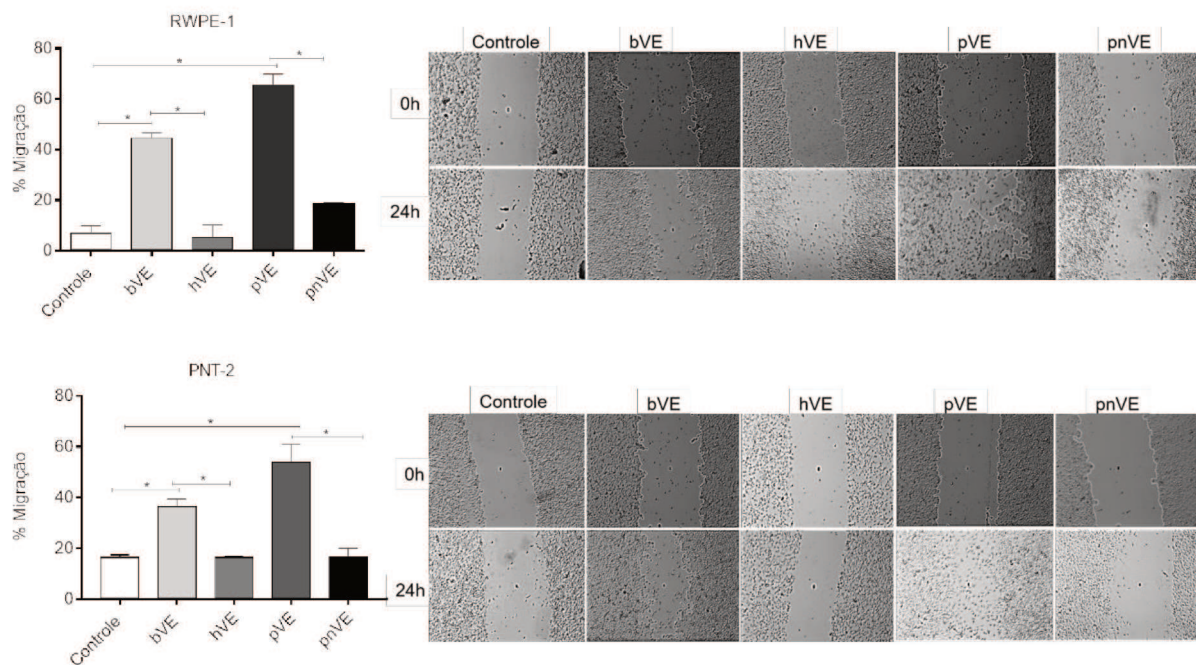 RWPE-1
% Migração
80
60
40
20
0
*
*
*
*
Controle
bVE
hVE
pVE
pnVE
Controle
bVE
hVE
pVE
pnVE
0h
24h
PNT-2
% Migração
80
60
40
20
0
*
*
*
*
Controle
bVE
hVE
pVE
pnVE
Controle
bVE
hVE
pVE
pnVE
0h
24h